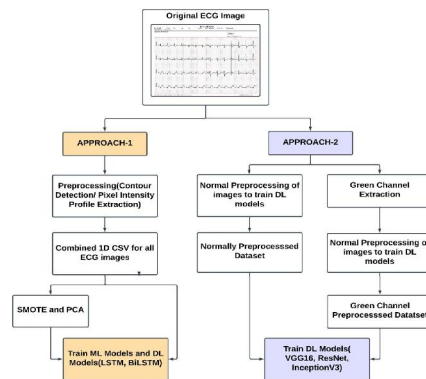 Original ECG Image
APPROACH-1
APPROACH-2
Preprocessing(Contour
Detection/ Pixel Intensity
Profile Extraction)
Normal Preprocessing of
images to train DL
models
Green Channel
Extraction
Combined 1D CSV for all
ECG images
Normally Preprocesssed
Dataset
Normal Preprocessing of
images to train DL
models
SMOTE and PCA
Green Channel
Preprocesssed Dataset
Train ML Models and DL
Models(LSTM, BiLSTM)
Train DL Models(
VGG16, ResNet,
InceptionV3)